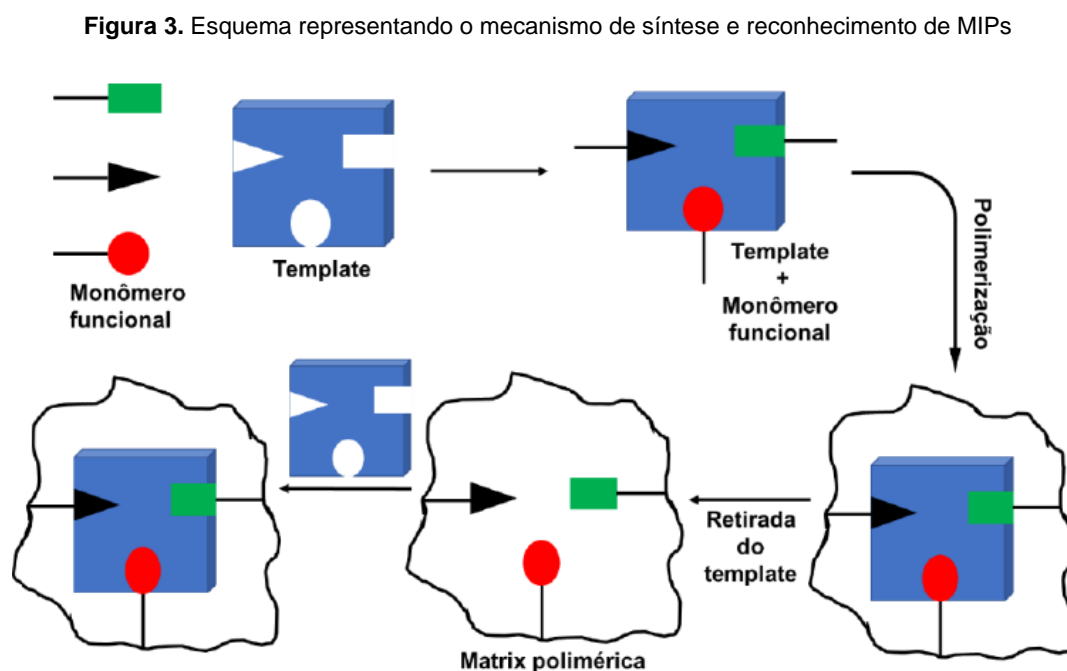 Figura 3. Esquema representando o mecanismo de síntese e reconhecimento de MIPs
Monômero
funcional
Template
Template
+
Monômero
funcional
Polimerização
Retirada
do
template
Matrix polimérica